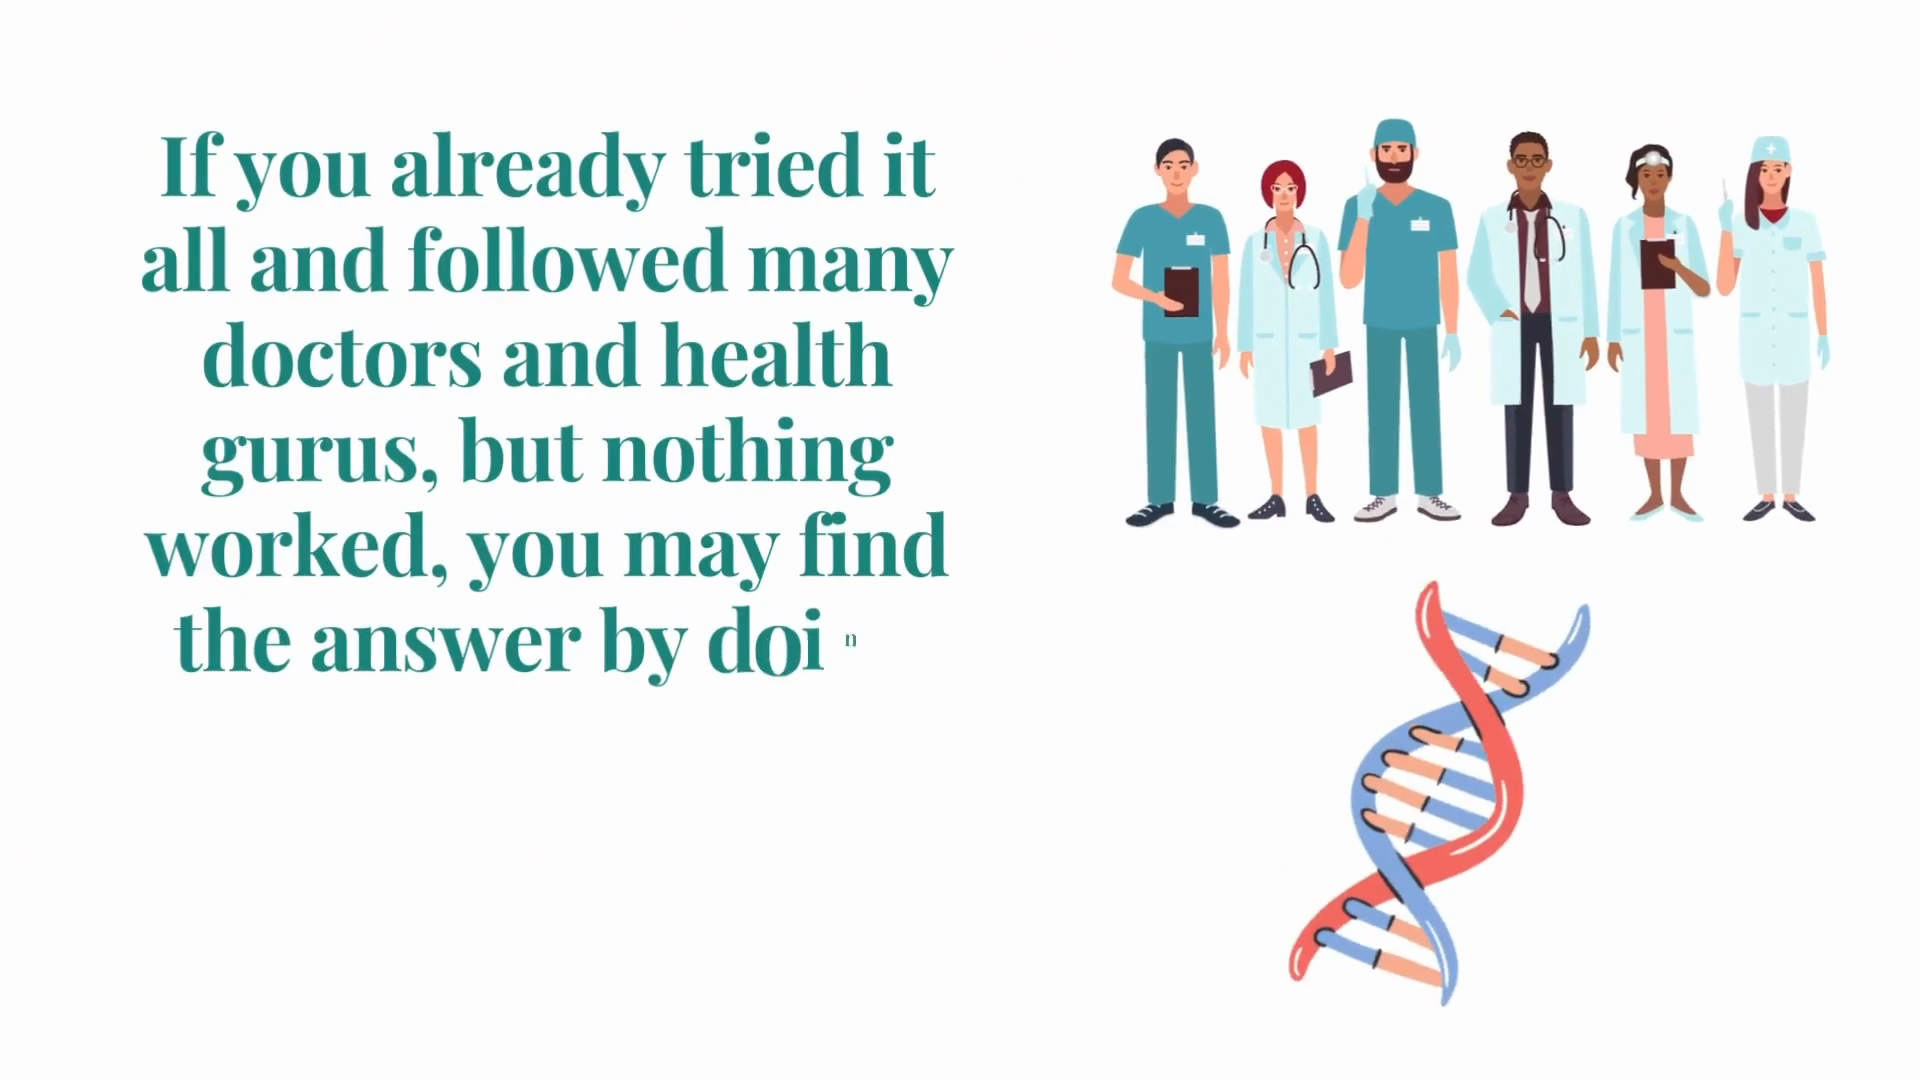 If you already tried it
all and followed many
doctors and health
gurus, but nothing
worked, you may find
the answer by doin